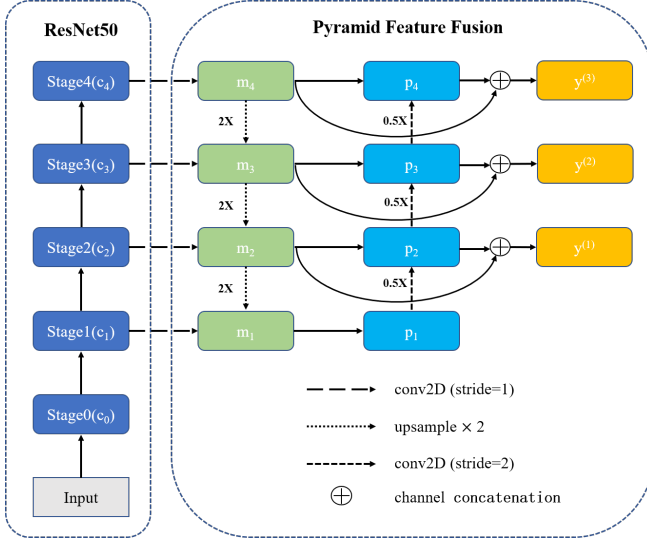 ResNet50
Pyramid Feature Fusion
Stage4(c₄)
m₄
p₄
y⁽³⁾
2X
0.5X
Stage3(c₃)
m₃
p₃
y⁽²⁾
2X
0.5X
Stage2(c₂)
m₂
p₂
y⁽¹⁾
2X
0.5X
Stage1(c₁)
m₁
p₁
Stage0(c₀)
Input
conv2D (stride=1)
upsample × 2
conv2D (stride=2)
channel concatenation